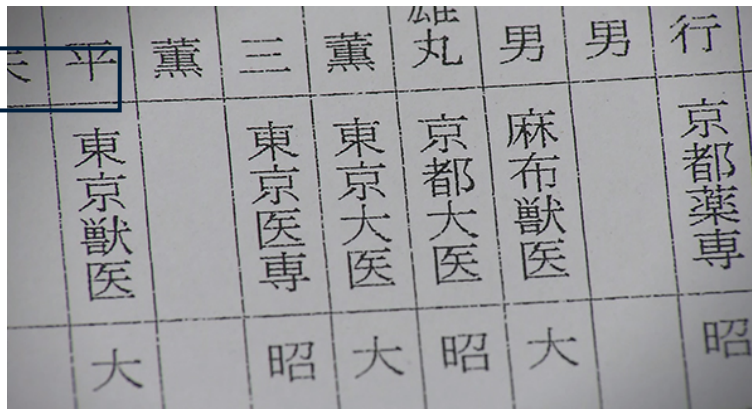 行
京都薬専
昭
男
男
麻布獣医
大
雄丸
京都大医
昭
薫
東京大医
大
三
東京医専
昭
薫
平
東京獣医
大